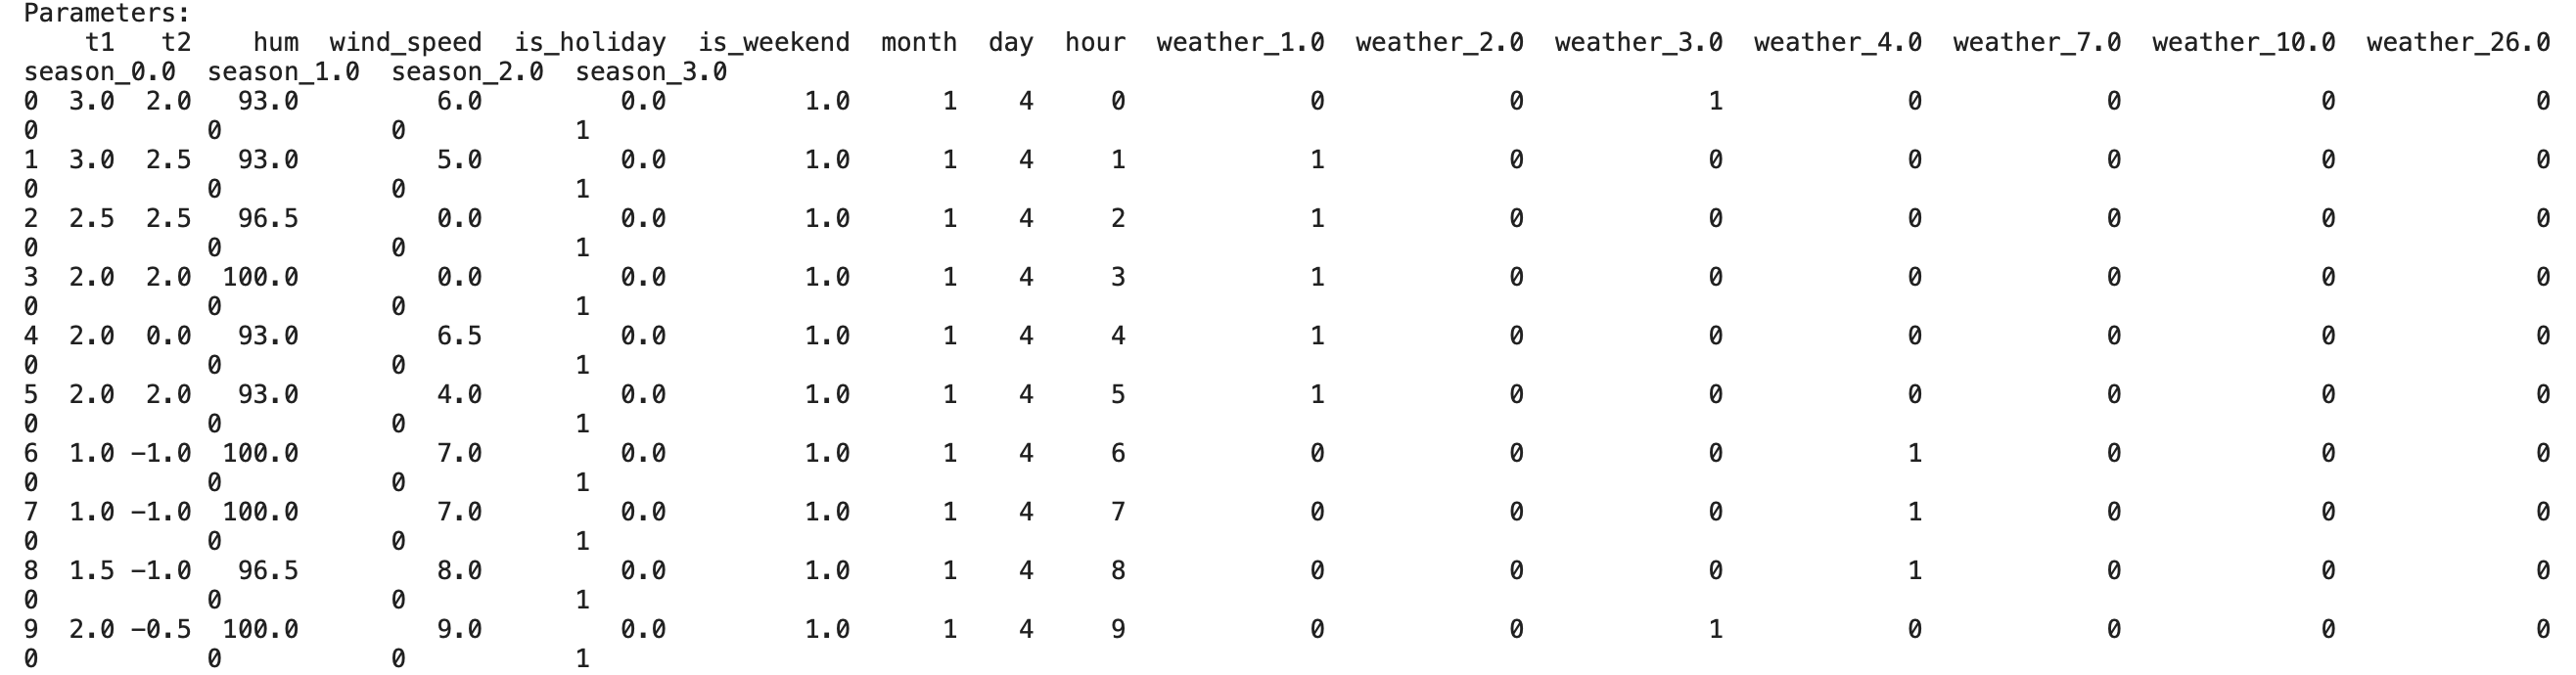 Parameters:
    t1   t2    hum  wind_speed  is_holiday  is_weekend  month  day  hour  weather_1.0  weather_2.0  weather_3.0  weather_4.0  weather_7.0  weather_10.0  weather_26.0
season_0.0  season_1.0  season_2.0  season_3.0
0  3.0  2.0   93.0         6.0         0.0         1.0      1    4     0            0            0            1            0            0             0             0
0           0           0           1
1  3.0  2.5   93.0         5.0         0.0         1.0      1    4     1            1            0            0            0            0             0             0
0           0           0           1
2  2.5  2.5   96.5         0.0         0.0         1.0      1    4     2            1            0            0            0            0             0             0
0           0           0           1
3  2.0  2.0  100.0         0.0         0.0         1.0      1    4     3            1            0            0            0            0             0             0
0           0           0           1
4  2.0  0.0   93.0         6.5         0.0         1.0      1    4     4            1            0            0            0            0             0             0
0           0           0           1
5  2.0  2.0   93.0         4.0         0.0         1.0      1    4     5            1            0            0            0            0             0             0
0           0           0           1
6  1.0 -1.0  100.0         7.0         0.0         1.0      1    4     6            0            0            0            1            0             0             0
0           0           0           1
7  1.0 -1.0  100.0         7.0         0.0         1.0      1    4     7            0            0            0            1            0             0             0
0           0           0           1
8  1.5 -1.0   96.5         8.0         0.0         1.0      1    4     8            0            0            0            1            0             0             0
0           0           0           1
9  2.0 -0.5  100.0         9.0         0.0         1.0      1    4     9            0            0            1            0            0             0             0
0           0           0           1